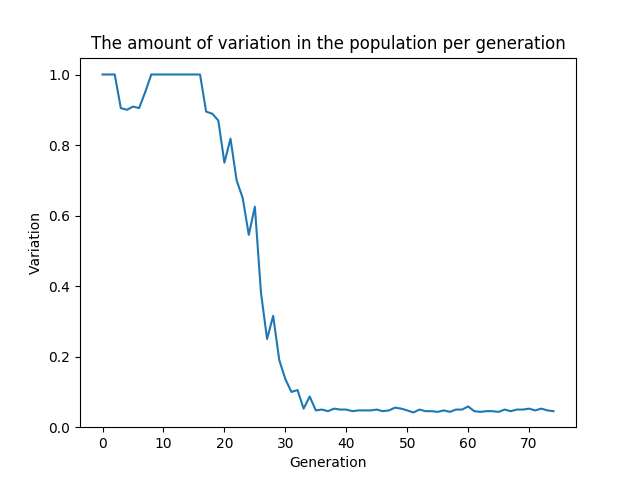 The amount of variation in the population per generation
1.0
0.8
0.6
0.4
0.2
0.0
Variation
0 10 20 30 40 50 60 70
Generation